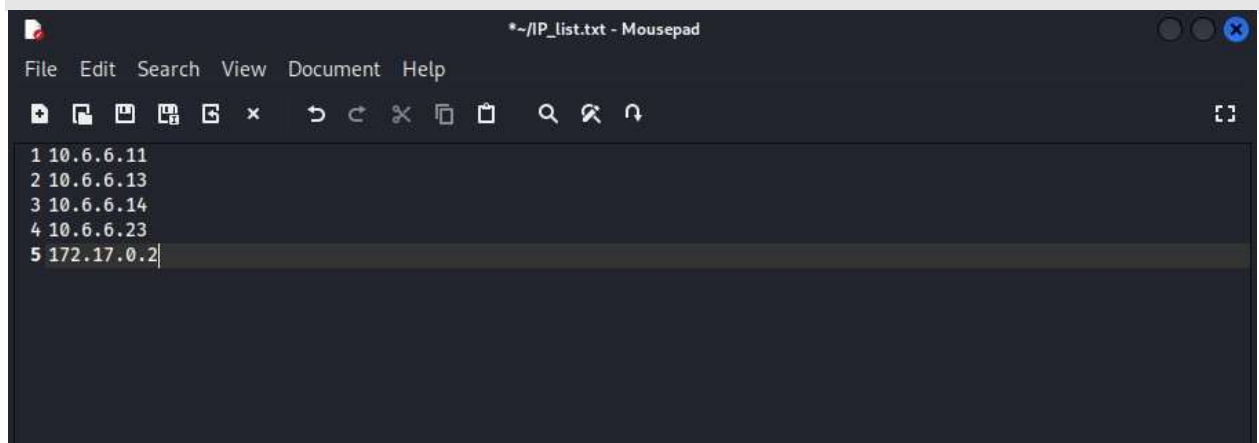 *~/IP_list.txt - Mousepad
File Edit Search View Document Help
1 10.6.6.11
2 10.6.6.13
3 10.6.6.14
4 10.6.6.23
5 172.17.0.2